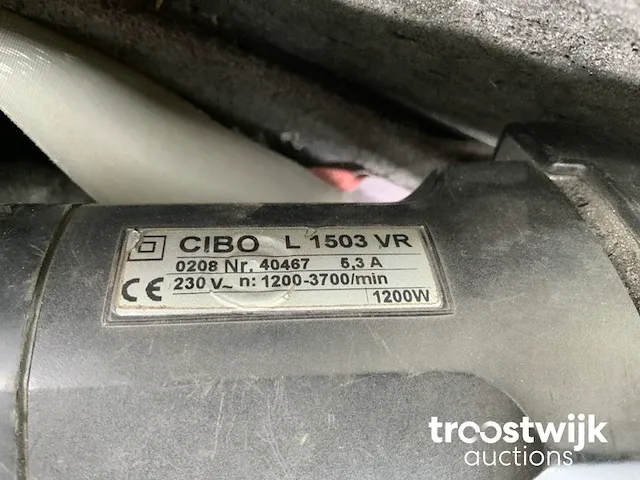 CIBO L 1503 VR
0208 Nr. 40467 5,3 A
CE 230 V~ n: 1200-3700/min
1200W
troostwijk
auctions